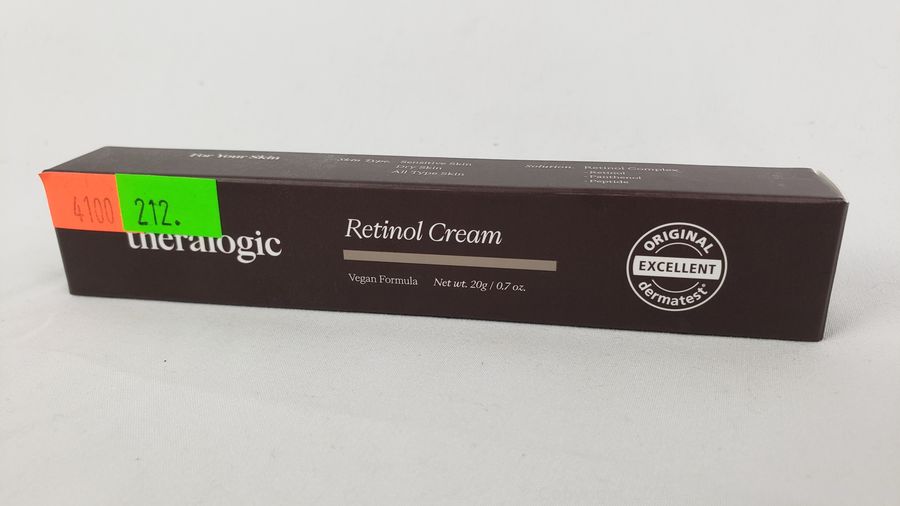 For Your Skin
Skin Type. Sensitive Skin
Dry Skin
All Type Skin
Solution. Retinol Complex
-Retinol
-Panthenol
-Peptide
4100
212.
theralogic
Retinol Cream
Vegan Formula Net wt. 20g / 0.7 oz.
ORIGINAL
EXCELLENT
dermatest®